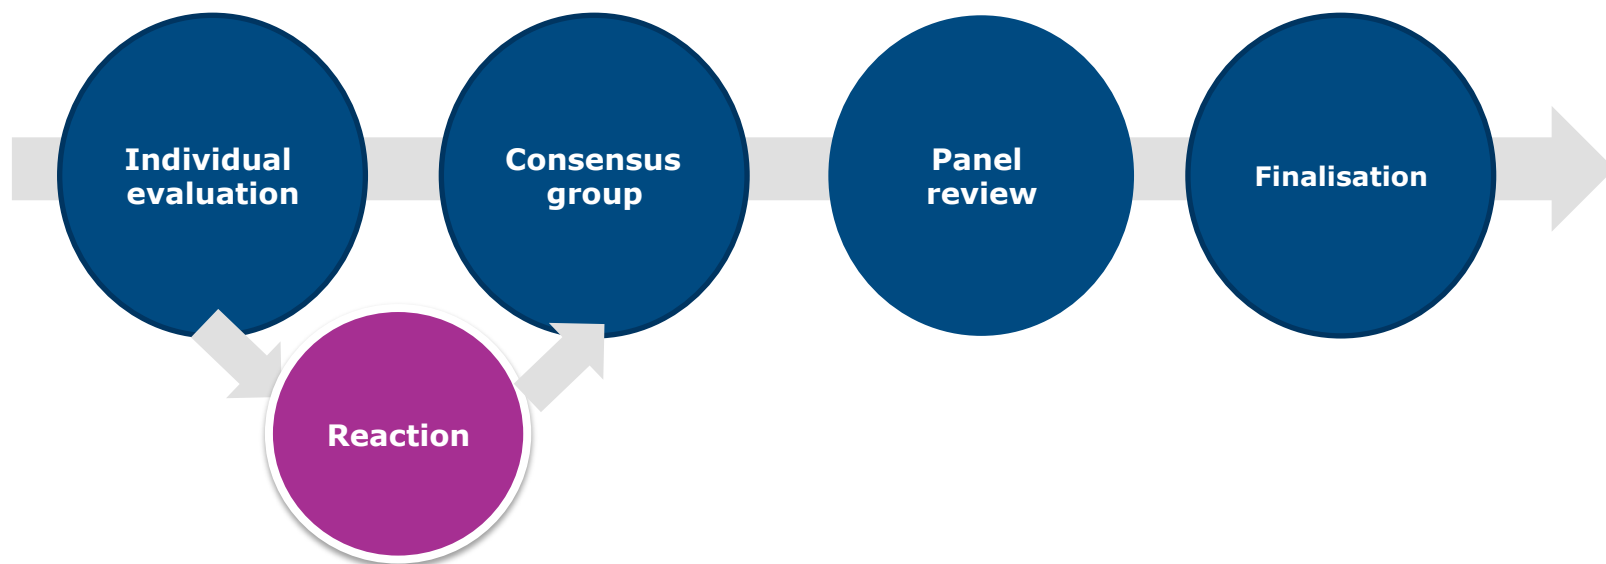 Individual
evaluation
Consensus
group
Panel
review
Finalisation
Reaction